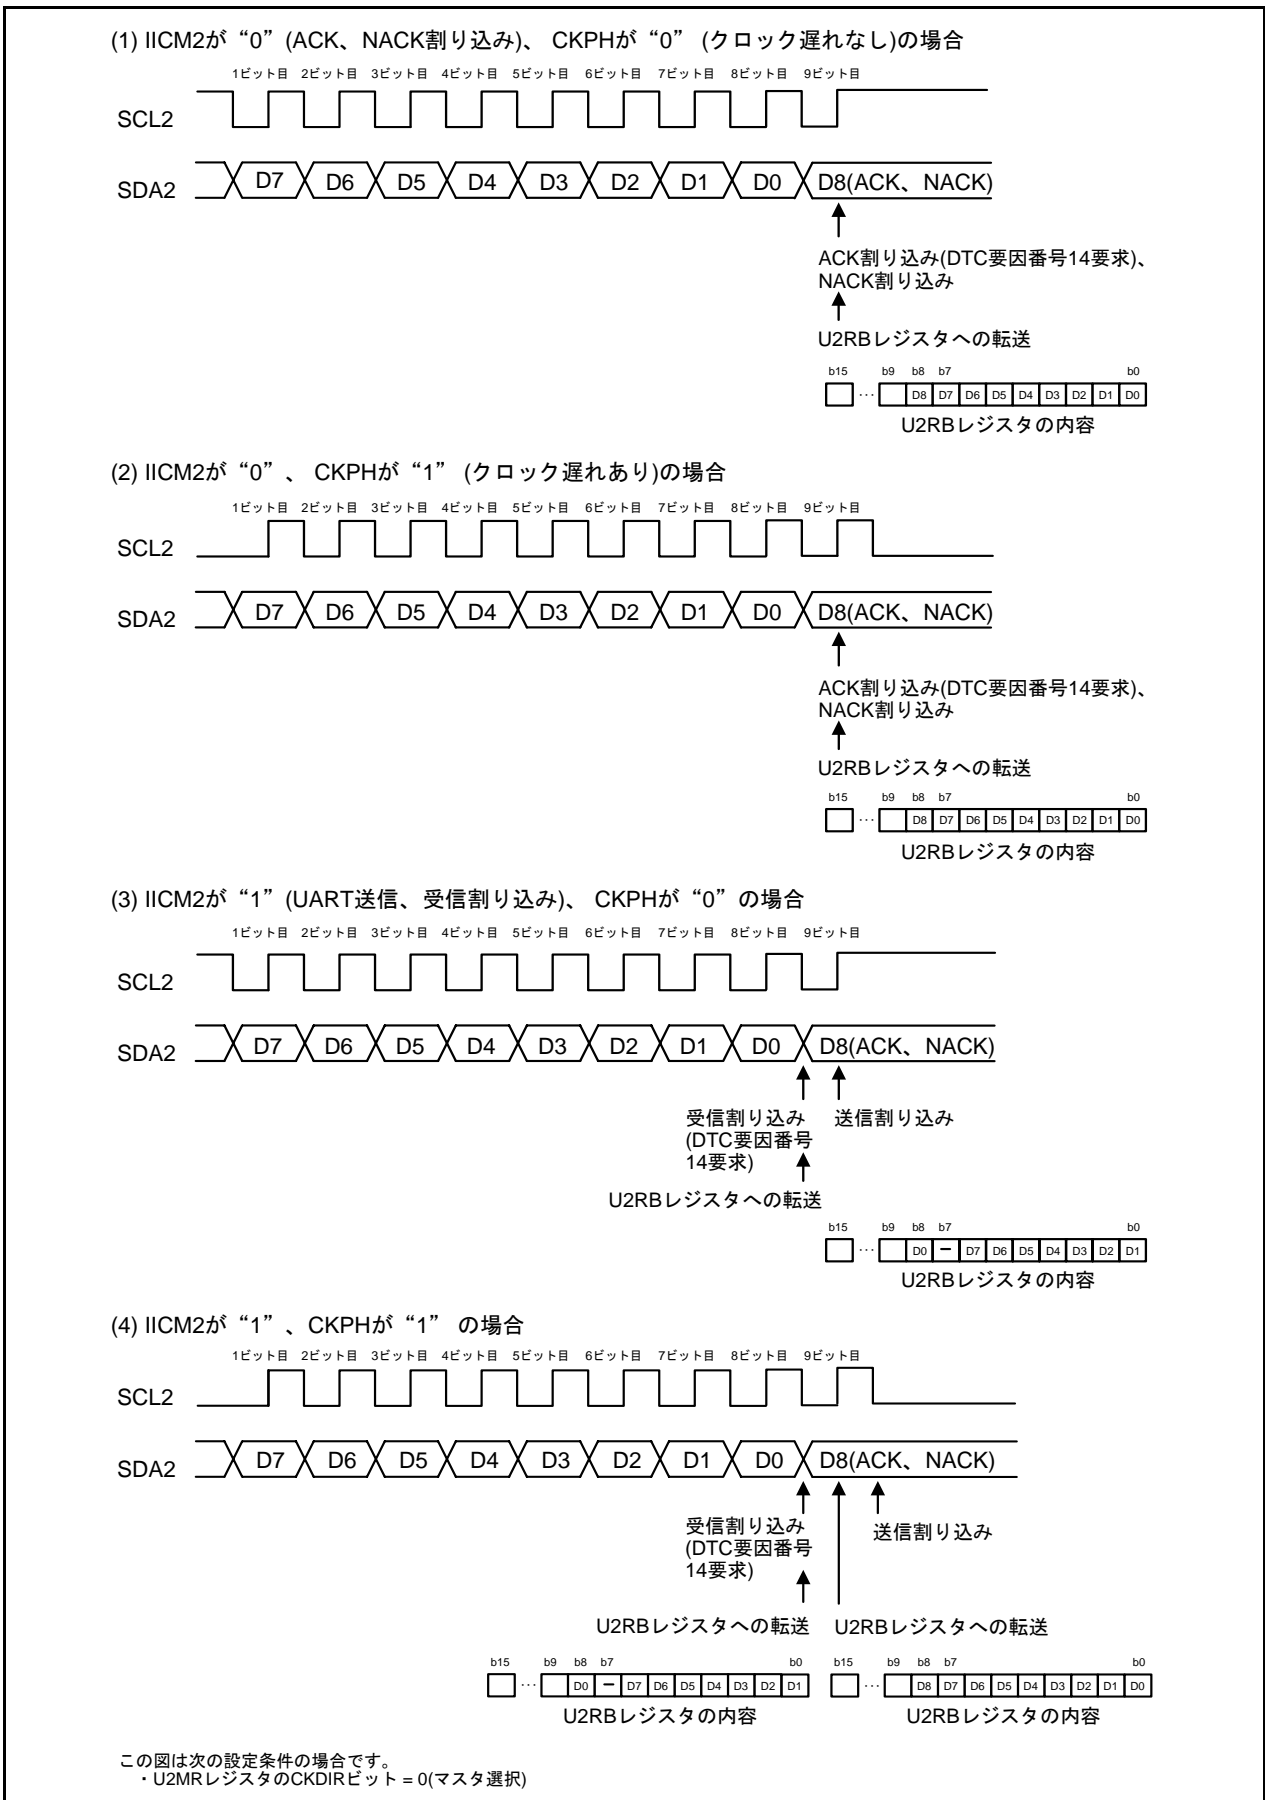 (1) IICM2が“0”(ACK、NACK割り込み)、 CKPHが“0” (クロック遅れなし)の場合
1ビット目 2ビット目 3ビット目 4ビット目 5ビット目 6ビット目 7ビット目 8ビット目 9ビット目
SCL2
SDA2 D7 D6 D5 D4 D3 D2 D1 D0 D8(ACK、NACK)
ACK割り込み(DTC要因番号14要求)、
NACK割り込み
U2RBレジスタへの転送
b15 b9 b8 b7 b0
… D8 D7 D6 D5 D4 D3 D2 D1 D0
U2RBレジスタの内容
(2) IICM2が“0”、 CKPHが“1” (クロック遅れあり)の場合
1ビット目 2ビット目 3ビット目 4ビット目 5ビット目 6ビット目 7ビット目 8ビット目 9ビット目
SCL2
SDA2 D7 D6 D5 D4 D3 D2 D1 D0 D8(ACK、NACK)
ACK割り込み(DTC要因番号14要求)、
NACK割り込み
U2RBレジスタへの転送
b15 b9 b8 b7 b0
… D8 D7 D6 D5 D4 D3 D2 D1 D0
U2RBレジスタの内容
(3) IICM2が“1”(UART送信、受信割り込み)、 CKPHが“0”の場合
1ビット目 2ビット目 3ビット目 4ビット目 5ビット目 6ビット目 7ビット目 8ビット目 9ビット目
SCL2
SDA2 D7 D6 D5 D4 D3 D2 D1 D0 D8(ACK、NACK)
受信割り込み 送信割り込み
(DTC要因番号
14要求)
U2RBレジスタへの転送
b15 b9 b8 b7 b0
… D0 – D7 D6 D5 D4 D3 D2 D1
U2RBレジスタの内容
(4) IICM2が“1”、CKPHが“1” の場合
1ビット目 2ビット目 3ビット目 4ビット目 5ビット目 6ビット目 7ビット目 8ビット目 9ビット目
SCL2
SDA2 D7 D6 D5 D4 D3 D2 D1 D0 D8(ACK、NACK)
受信割り込み 送信割り込み
(DTC要因番号
14要求)
U2RBレジスタへの転送 U2RBレジスタへの転送
b15 b9 b8 b7 b0 b15 b9 b8 b7 b0
… D0 – D7 D6 D5 D4 D3 D2 D1 … D8 D7 D6 D5 D4 D3 D2 D1 D0
U2RBレジスタの内容 U2RBレジスタの内容
この図は次の設定条件の場合です。
・U2MRレジスタのCKDIRビット = 0(マスタ選択)